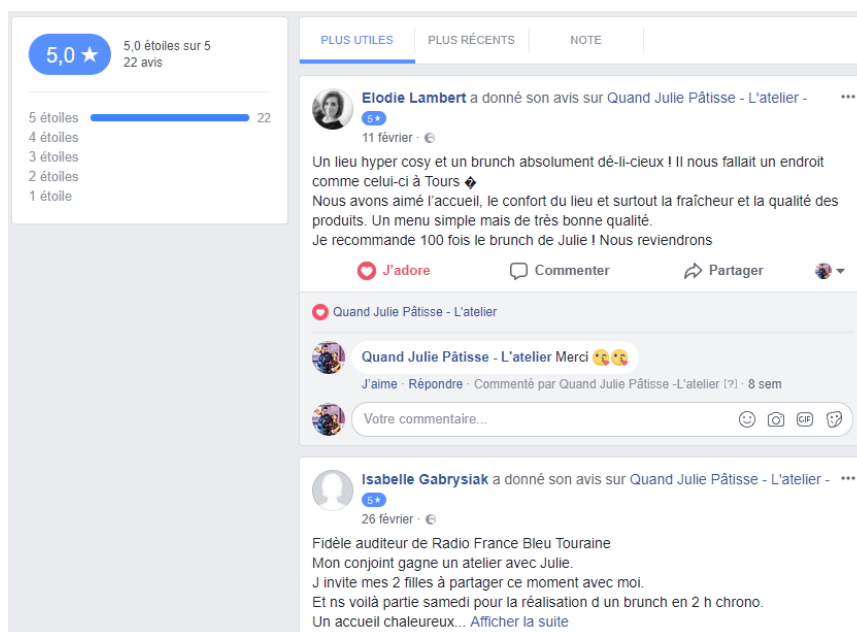 5,0 ★
5,0 étoiles sur 5
22 avis
5 étoiles 22
4 étoiles
3 étoiles
2 étoiles
1 étoile
PLUS UTILES PLUS RÉCENTS NOTE
Elodie Lambert a donné son avis sur Quand Julie Pâtisse - L'atelier -
5★
11 février ·
Un lieu hyper cosy et un brunch absolument dé-li-cieux ! Il nous fallait un endroit
comme celui-ci à Tours �
Nous avons aimé l'accueil, le confort du lieu et surtout la fraîcheur et la qualité des
produits. Un menu simple mais de très bonne qualité.
Je recommande 100 fois le brunch de Julie ! Nous reviendrons
J'adore Commenter Partager
Quand Julie Pâtisse - L'atelier
Quand Julie Pâtisse - L'atelier Merci 😘😘
J'aime · Répondre · Commenté par Quand Julie Pâtisse -L'atelier [?] · 8 sem
Votre commentaire... GIF
Isabelle Gabrysiak a donné son avis sur Quand Julie Pâtisse - L'atelier -
5★
26 février ·
Fidèle auditeur de Radio France Bleu Touraine
Mon conjoint gagne un atelier avec Julie.
J invite mes 2 filles à partager ce moment avec moi.
Et ns voilà partie samedi pour la réalisation d un brunch en 2 h chrono.
Un accueil chaleureux... Afficher la suite